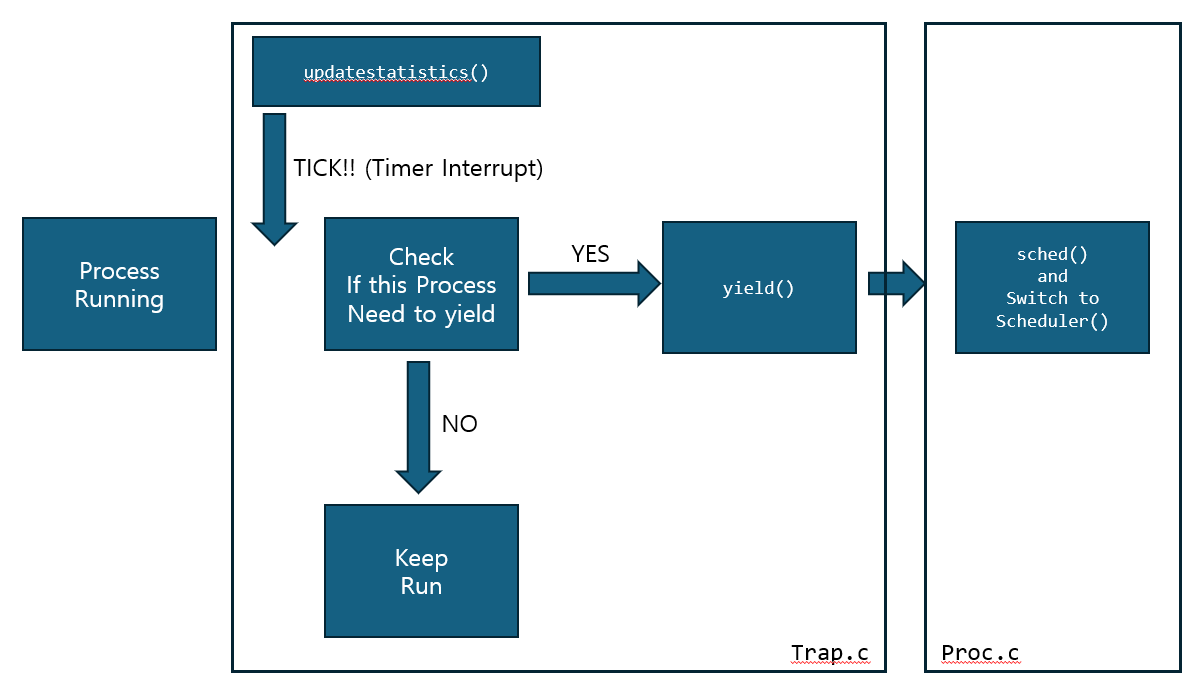 updatestatistics()
TICK!! (Timer Interrupt)
Process
Running
Check
If this Process
Need to yield
YES
yield()
sched()
and
Switch to
Scheduler()
NO
Keep
Run
Trap.c
Proc.c